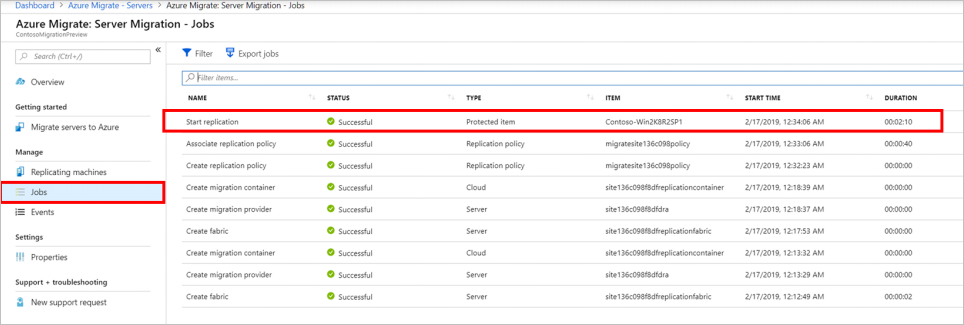 Dashboard > Azure Migrate - Servers > Azure Migrate: Server Migration - Jobs
Azure Migrate: Server Migration - Jobs
ContosoMigrationPreview
Search (Ctrl+/)
Overview
Getting started
Migrate servers to Azure
Manage
Replicating machines
Jobs
Events
Settings
Properties
Support + troubleshooting
New support request
Filter Export jobs
Filter items...
NAME STATUS TYPE ITEM START TIME DURATION
Start replication Successful Protected item Contoso-Win2K8R2SP1 2/17/2019, 12:34:06 AM 00:02:10
Associate replication policy Successful Replication policy migratesite136c098policy 2/17/2019, 12:33:06 AM 00:00:40
Create replication policy Successful Replication policy migratesite136c098policy 2/17/2019, 12:32:23 AM 00:00:00
Create migration container Successful Cloud site136c098f8dfreplicationcontainer 2/17/2019, 12:18:39 AM 00:00:00
Create migration provider Successful Server site136c098f8dfdra 2/17/2019, 12:18:37 AM 00:00:00
Create fabric Successful Server site136c098f8dfreplicationfabric 2/17/2019, 12:17:53 AM 00:00:00
Create migration container Successful Cloud site136c098f8dfreplicationcontainer 2/17/2019, 12:13:32 AM 00:00:00
Create migration provider Successful Server site136c098f8dfdra 2/17/2019, 12:13:29 AM 00:00:00
Create fabric Successful Server site136c098f8dfreplicationfabric 2/17/2019, 12:12:49 AM 00:00:02